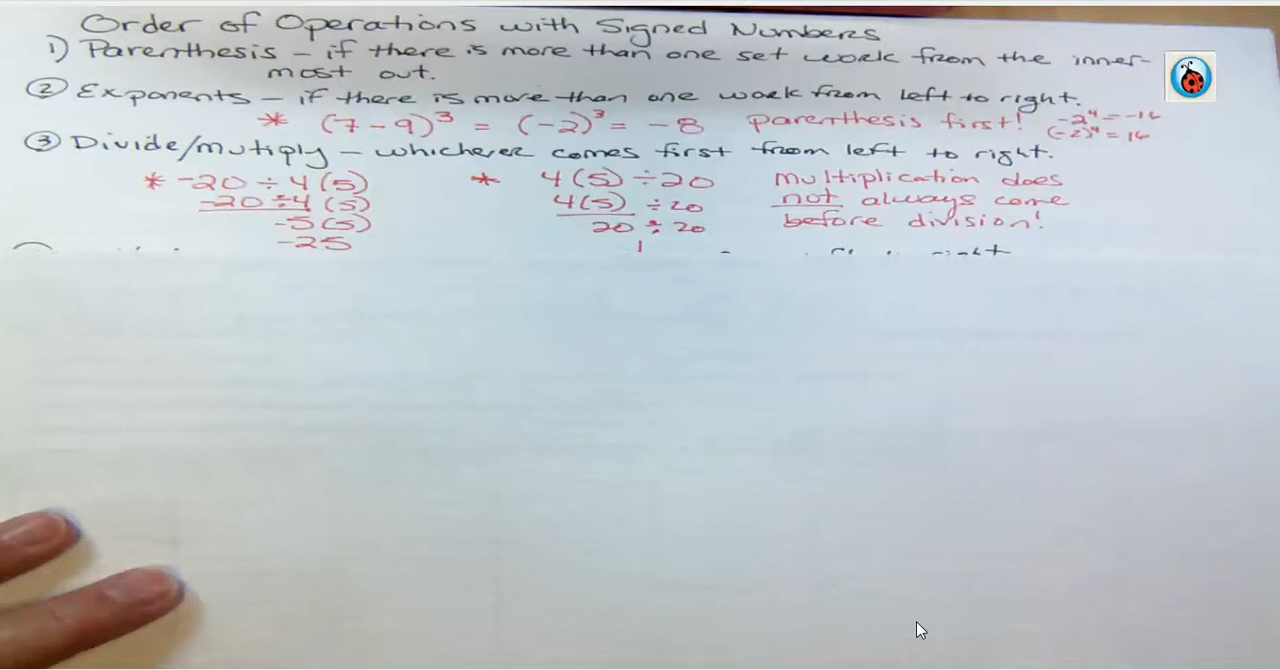 Order of Operations with Signed Numbers
1) Parenthesis – if there is more than one set work from the inner-
most out.
② Exponents – if there is more than one work from left to right.
* (7 – 9)³ = (–2)³ = –8 parenthesis first! –2⁴ = –16
(–2)⁴ = 16
③ Divide/mutiply – whichever comes first from left to right.
* –20 ÷ 4 (5) * 4(5) ÷ 20 multiplication does
–20 ÷ 4 (5) 4(5) ÷ 20 not always come
–5 (5) 20 ÷ 20 before division!
–25 1